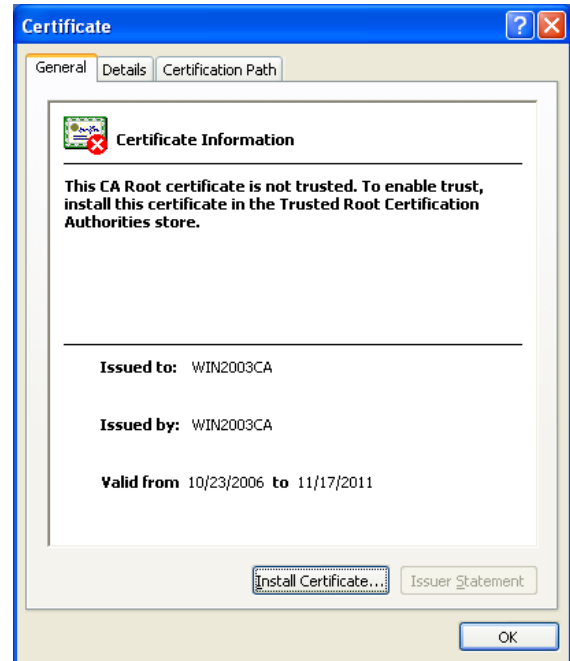 Certificate
General Details Certification Path
Certificate Information
This CA Root certificate is not trusted. To enable trust,
install this certificate in the Trusted Root Certification
Authorities store.
Issued to: WIN2003CA
Issued by: WIN2003CA
Valid from 10/23/2006 to 11/17/2011
Install Certificate... Issuer Statement
OK